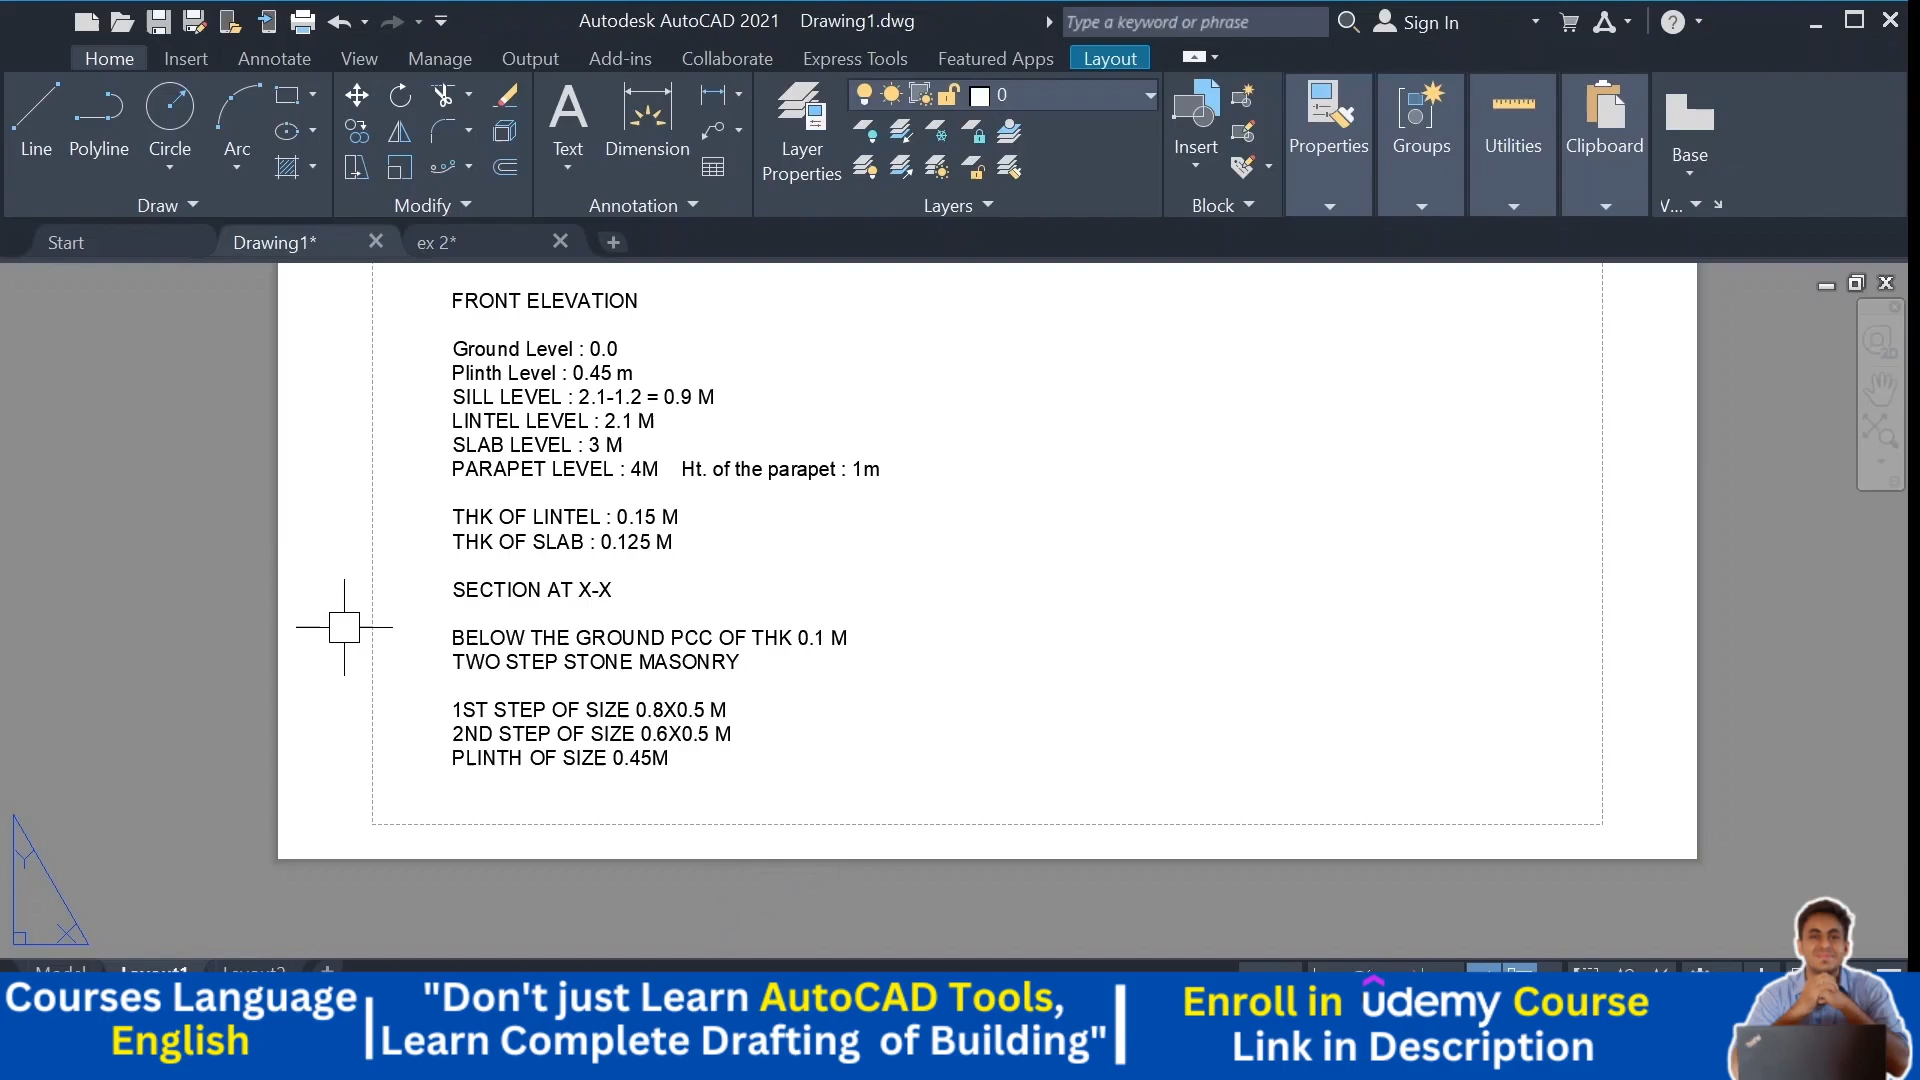 Autodesk AutoCAD 2021 Drawing1.dwg
Type a keyword or phrase
Sign In
Home Insert Annotate View Manage Output Add-ins Collaborate Express Tools Featured Apps Layout
Line Polyline Circle Arc
Text Dimension
Layer Properties
0
Insert
Properties Groups Utilities Clipboard Base
Draw Modify Annotation Layers Block V...
Start Drawing1* ex 2*
FRONT ELEVATION
Ground Level : 0.0
Plinth Level : 0.45 m
SILL LEVEL : 2.1-1.2 = 0.9 M
LINTEL LEVEL : 2.1 M
SLAB LEVEL : 3 M
PARAPET LEVEL : 4M Ht. of the parapet : 1m
THK OF LINTEL : 0.15 M
THK OF SLAB : 0.125 M
SECTION AT X-X
BELOW THE GROUND PCC OF THK 0.1 M
TWO STEP STONE MASONRY
1ST STEP OF SIZE 0.8X0.5 M
2ND STEP OF SIZE 0.6X0.5 M
PLINTH OF SIZE 0.45M
2D
Y
X
Courses Language
English
"Don't just Learn AutoCAD Tools,
Learn Complete Drafting of Building"
Enroll in udemy Course
Link in Description